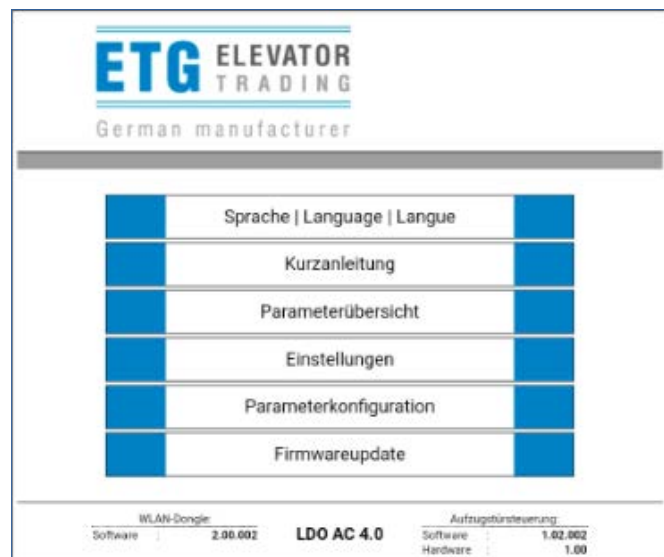 ETG ELEVATOR
TRADING
German manufacturer
Sprache | Language | Langue
Kurzanleitung
Parameterübersicht
Einstellungen
Parameterkonfiguration
Firmwareupdate
WLAN-Dongle:
Software : 2.00.002
LDO AC 4.0
Aufzugstürsteuerung:
Software : 1.02.002
Hardware 1.00